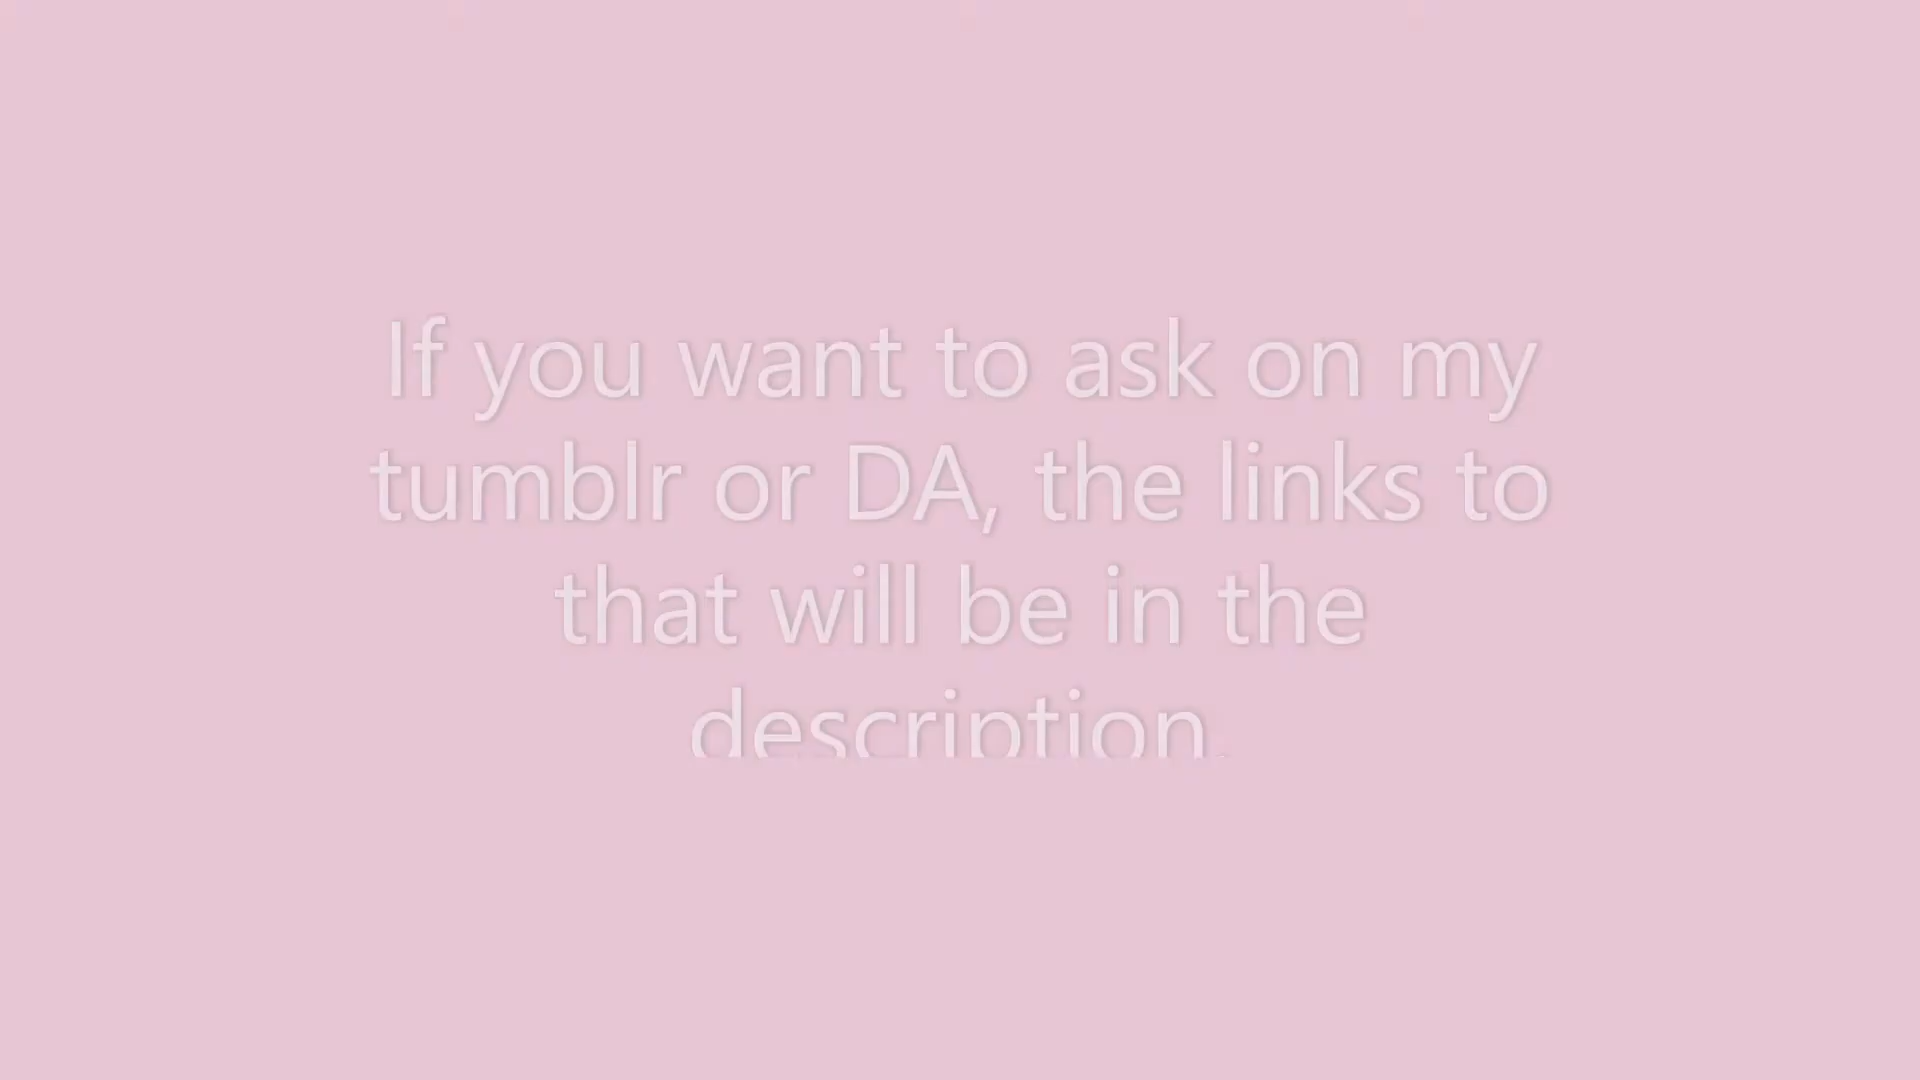 If you want to ask on my
tumblr or DA, the links to
that will be in the
description.